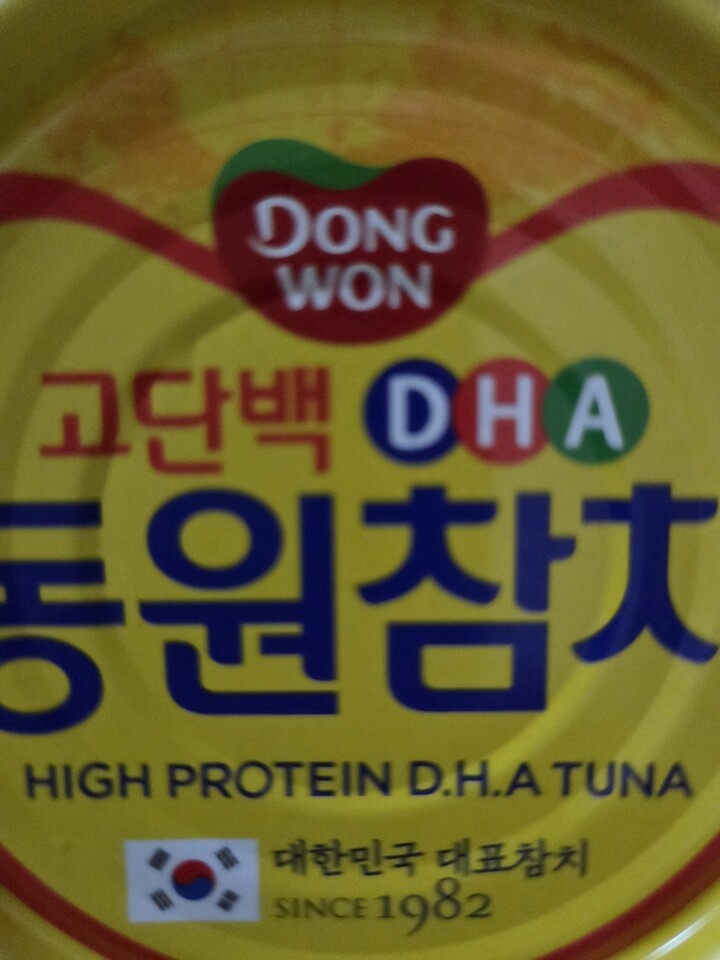 DONG
WON
고단백 DHA
동원참치
HIGH PROTEIN D.H.A TUNA
대한민국 대표참치
SINCE 1982